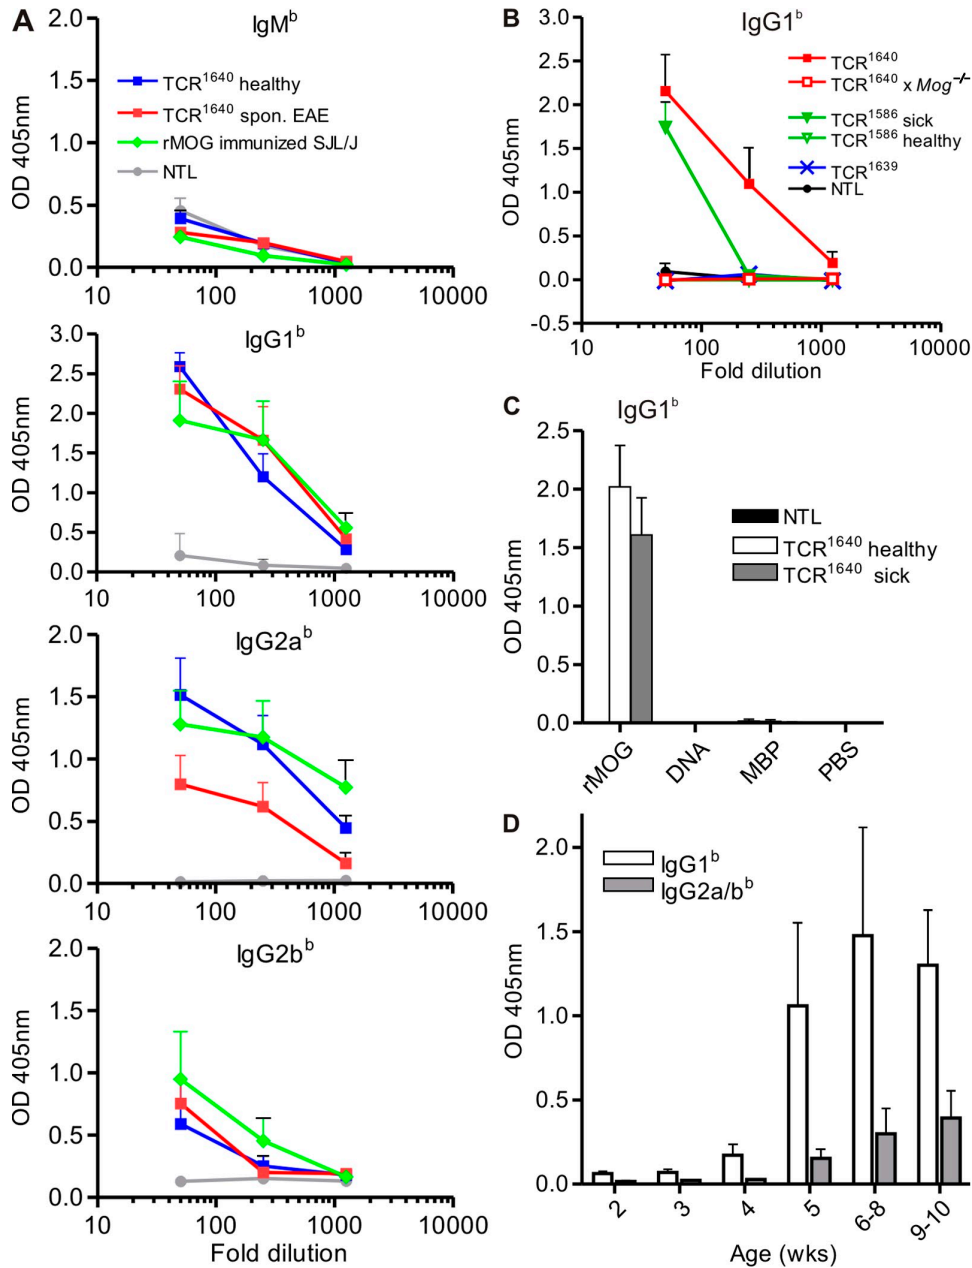 A
IgMᵇ
2.0
1.5
1.0
0.5
0.0
OD 405nm
TCR¹⁶⁴⁰ healthy
TCR¹⁶⁴⁰ spon. EAE
rMOG immunized SJL/J
NTL
10 100 1000 10000
IgG1ᵇ
3.0
2.5
2.0
1.5
1.0
0.5
0.0
OD 405nm
10 100 1000 10000
IgG2aᵇ
2.0
1.5
1.0
0.5
0.0
OD 405nm
10 100 1000 10000
IgG2bᵇ
2.0
1.5
1.0
0.5
0.0
OD 405nm
10 100 1000 10000
Fold dilution
B
IgG1ᵇ
3.0
2.5
2.0
1.5
1.0
0.5
0.0
-0.5
OD 405nm
TCR¹⁶⁴⁰
TCR¹⁶⁴⁰ x Mog⁻/⁻
TCR¹⁵⁸⁶ sick
TCR¹⁵⁸⁶ healthy
TCR¹⁶³⁹
NTL
10 100 1000 10000
Fold dilution
C
IgG1ᵇ
2.5
2.0
1.5
1.0
0.5
0.0
OD 405nm
NTL
TCR¹⁶⁴⁰ healthy
TCR¹⁶⁴⁰ sick
rMOG DNA MBP PBS
D
2.0
1.5
1.0
0.5
0.0
OD 405nm
IgG1ᵇ
IgG2a/bᵇ
2 3 4 5 6-8 9-10
Age (wks)